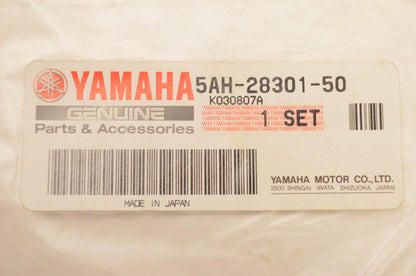 YAMAHA 5AH-28301-50
K030807A
GENUINE
Parts & Accessories
1 SET
YAMAHA MOTOR CO., LTD.
2500 SHINGAI IWATA SHIZUOKA JAPAN
MADE IN JAPAN